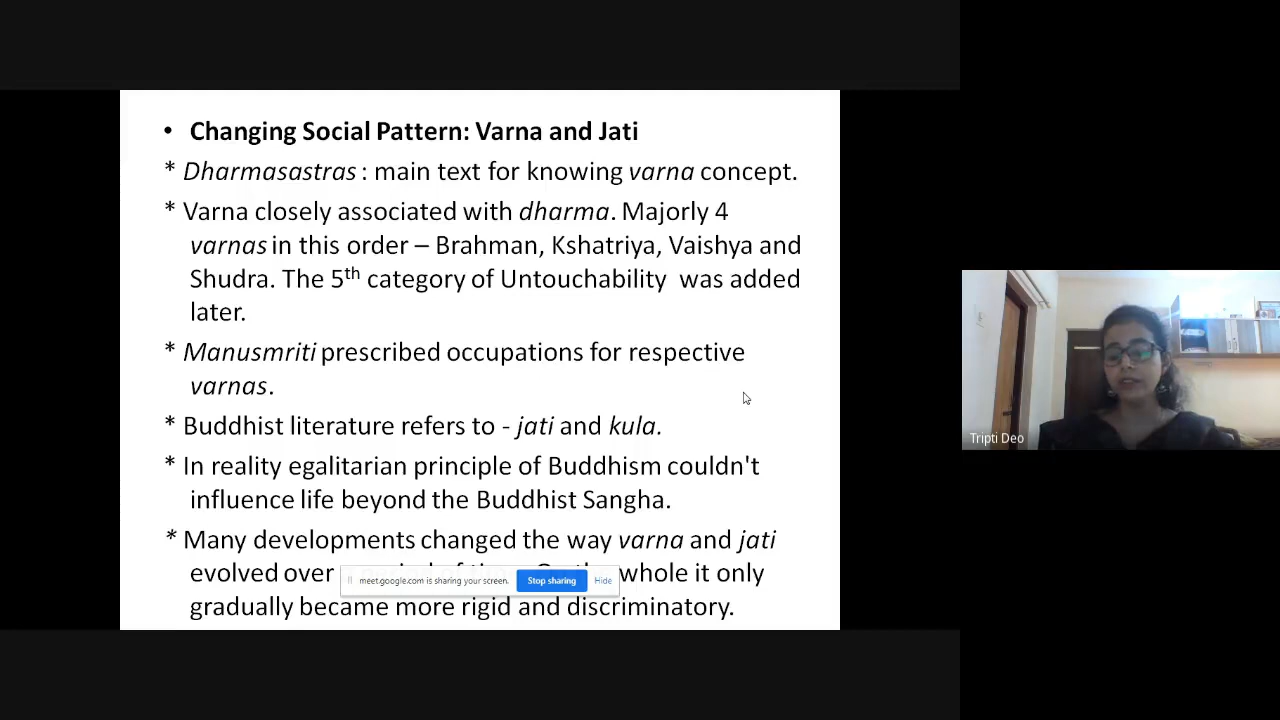 • Changing Social Pattern: Varna and Jati
* Dharmasastras : main text for knowing varna concept.
* Varna closely associated with dharma. Majorly 4
varnas in this order – Brahman, Kshatriya, Vaishya and
Shudra. The 5th category of Untouchability was added
later.
* Manusmriti prescribed occupations for respective
varnas.
* Buddhist literature refers to - jati and kula.
* In reality egalitarian principle of Buddhism couldn't
influence life beyond the Buddhist Sangha.
* Many developments changed the way varna and jati
evolved over whole it only
meet.google.com is sharing your screen. Stop sharing Hide
gradually became more rigid and discriminatory.
Tripti Deo